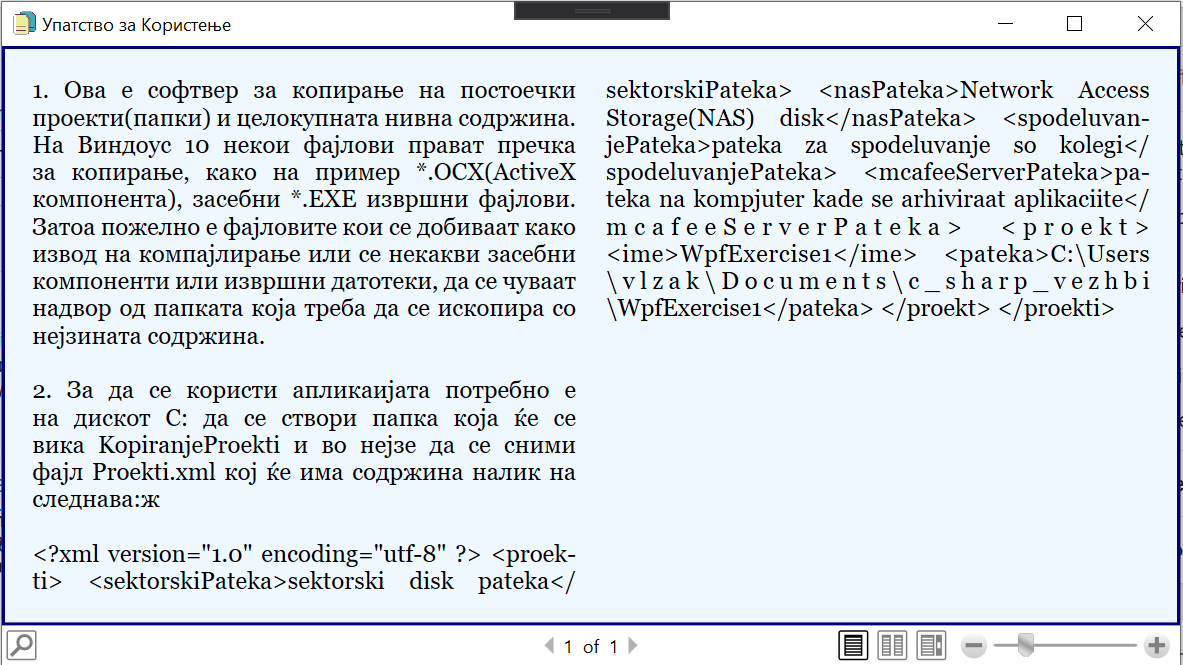 Упатство за Користење
1. Ова е софтвер за копирање на постоечки
проекти(папки) и целокупната нивна содржина.
На Виндоус 10 некои фајлови прават пречка
за копирање, како на пример *.OCX(ActiveX
компонента), засебни *.EXE извршни фајлови.
Затоа пожелно е фајловите кои се добиваат како
извод на компајлирање или се некакви засебни
компоненти или извршни датотеки, да се чуваат
надвор од папката која треба да се ископира со
нејзината содржина.
2. За да се користи апликаијата потребно е
на дискот C: да се створи папка која ќе се
вика KopiranjeProekti и во нејзе да се сними
фајл Proekti.xml кој ќе има содржина налик на
следнава:ж
<?xml version="1.0" encoding="utf-8" ?> <proek-
ti> <sektorskiPateka>sektorski disk pateka</
sektorskiPateka> <nasPateka>Network Access
Storage(NAS) disk</nasPateka> <spodeluvan-
jePateka>pateka za spodeluvanje so kolegi</
spodeluvanjePateka> <mcafeeServerPateka>pa-
teka na kompjuter kade se arhiviraat aplikaciite</
mcafeeServerPateka> <proekt>
<ime>WpfExercise1</ime> <pateka>C:\Users
\vlzak\Documents\c_sharp_vezhbi
\WpfExercise1</pateka> </proekt> </proekti>
1 of 1